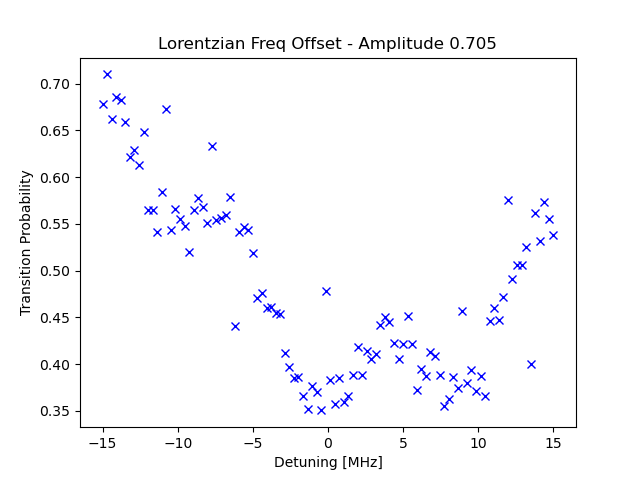 Lorentzian Freq Offset - Amplitude 0.705
Transition Probability
0.70
0.65
0.60
0.55
0.50
0.45
0.40
0.35
−15 −10 −5 0 5 10 15
Detuning [MHz]